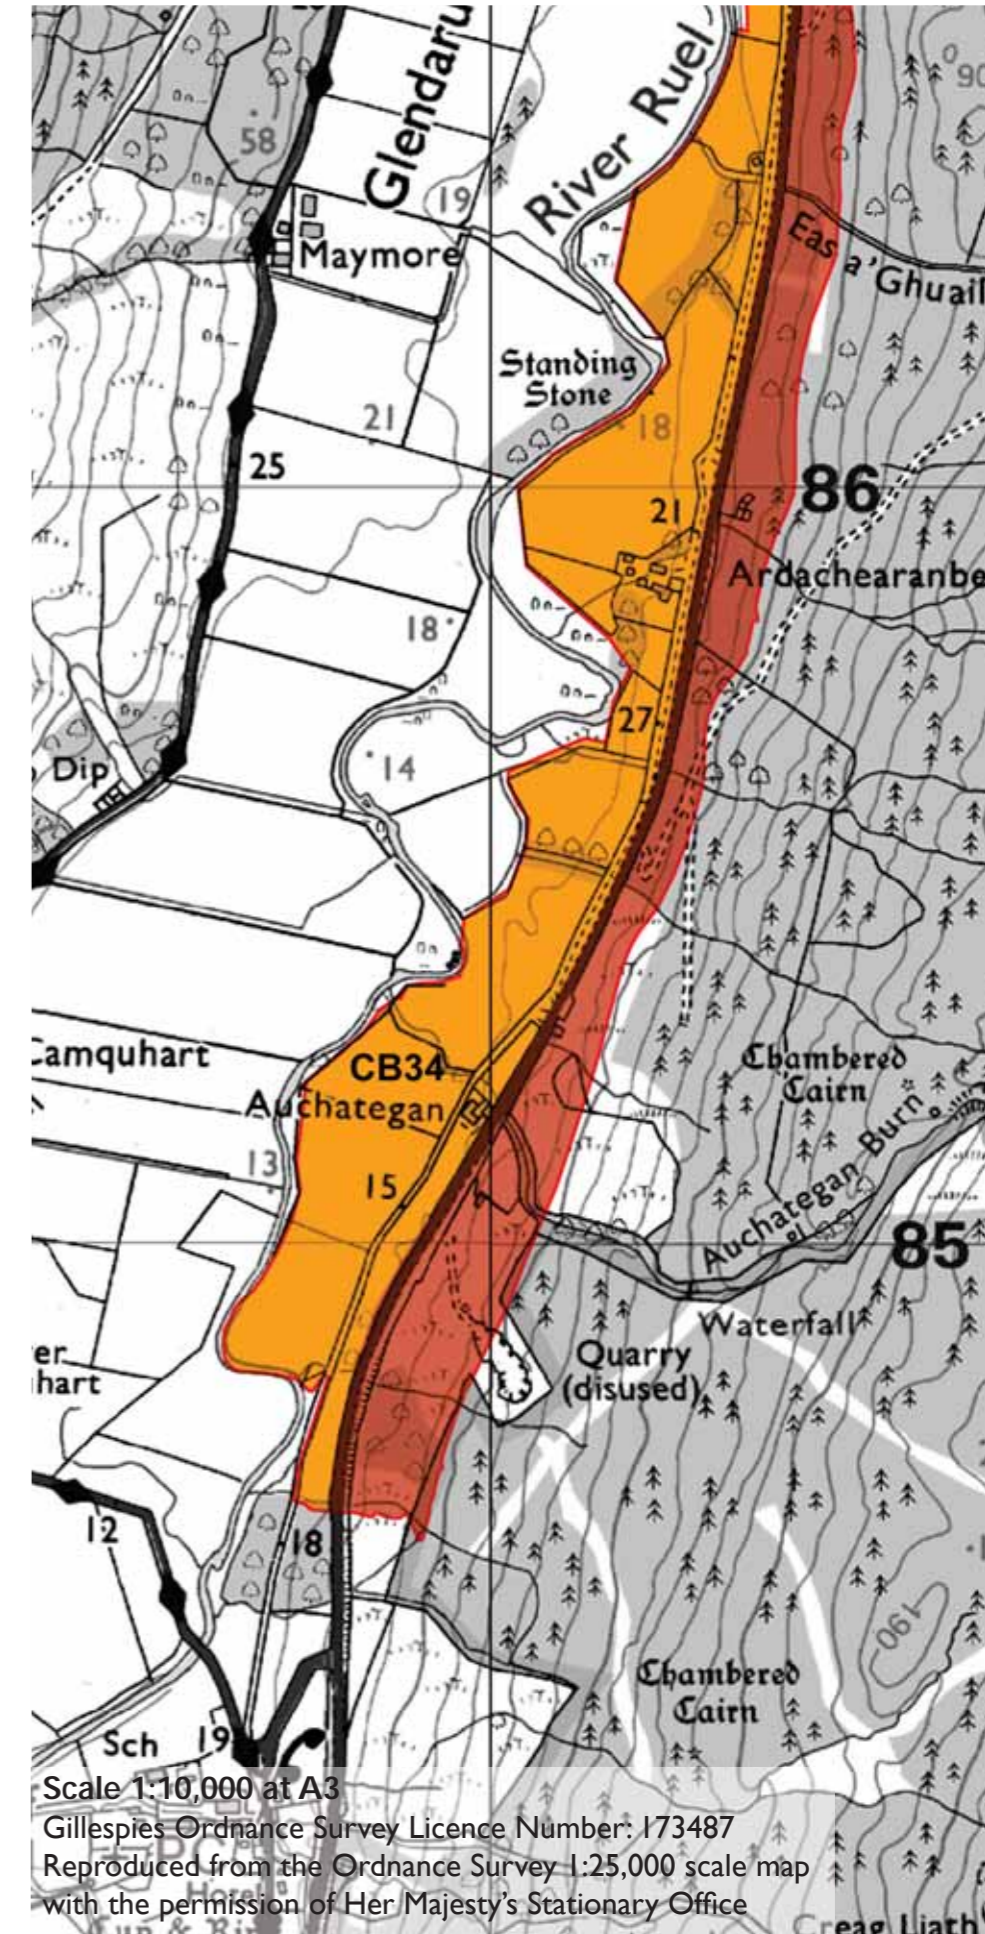 Glendaru
River Ruel
58
19
90
Maymore
Eas a 'Ghuail
Standing
Stone
21
18
25
86
21
Ardachearanbe
18
27
14
Dip
Camquhart
CB34
Auchategan
Chambered
Cairn
13
15
Auchategan Burn
85
Waterfall
Quarry
(disused)
er
hart
12
18
190
Chambered
Cairn
Sch
19
Scale 1:10,000 at A3
Gillespies Ordnance Survey Licence Number: 173487
Reproduced from the Ordnance Survey 1:25,000 scale map
with the permission of Her Majesty's Stationary Office
Creag Liath